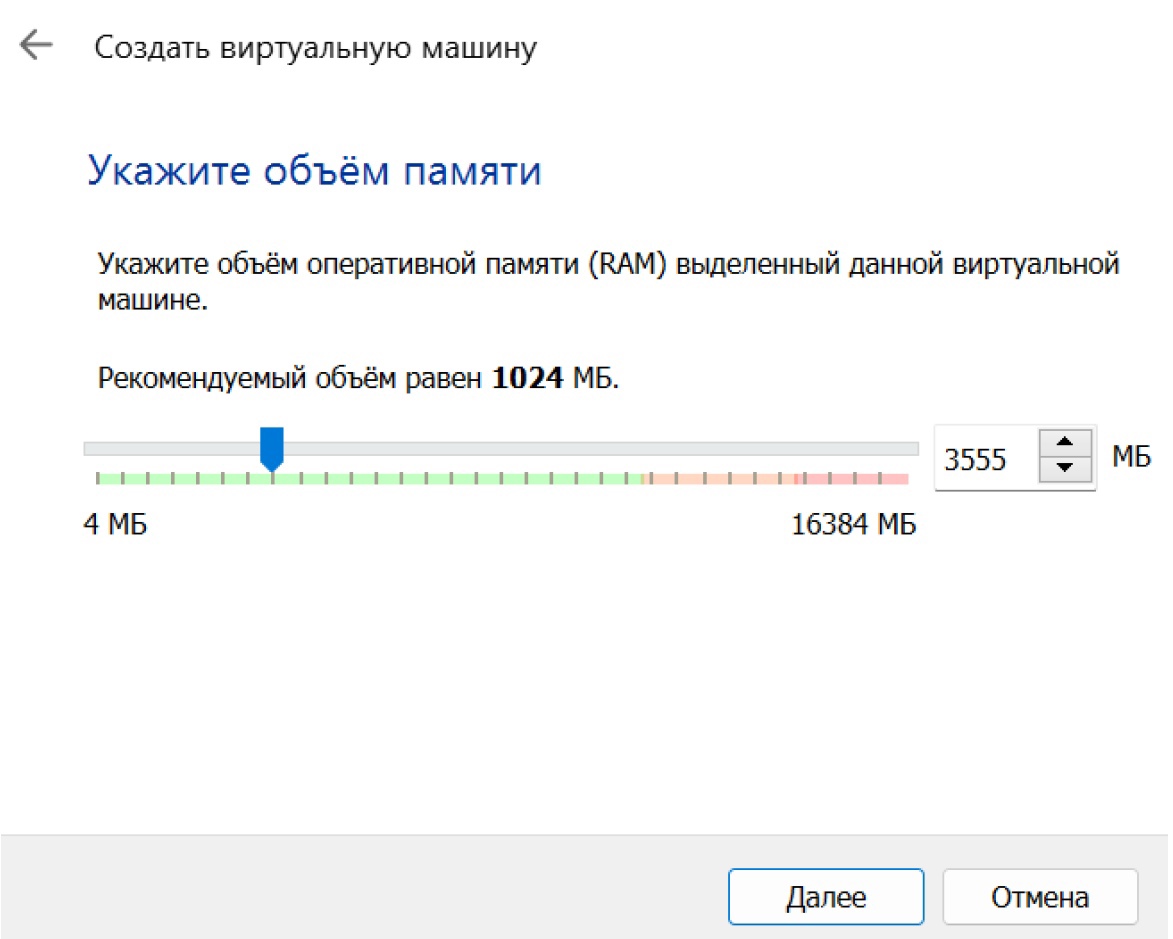 Создать виртуальную машину
Укажите объём памяти
Укажите объём оперативной памяти (RAM) выделенный данной виртуальной
машине.
Рекомендуемый объём равен 1024 МБ.
3555 МБ
4 МБ 16384 МБ
Далее Отмена